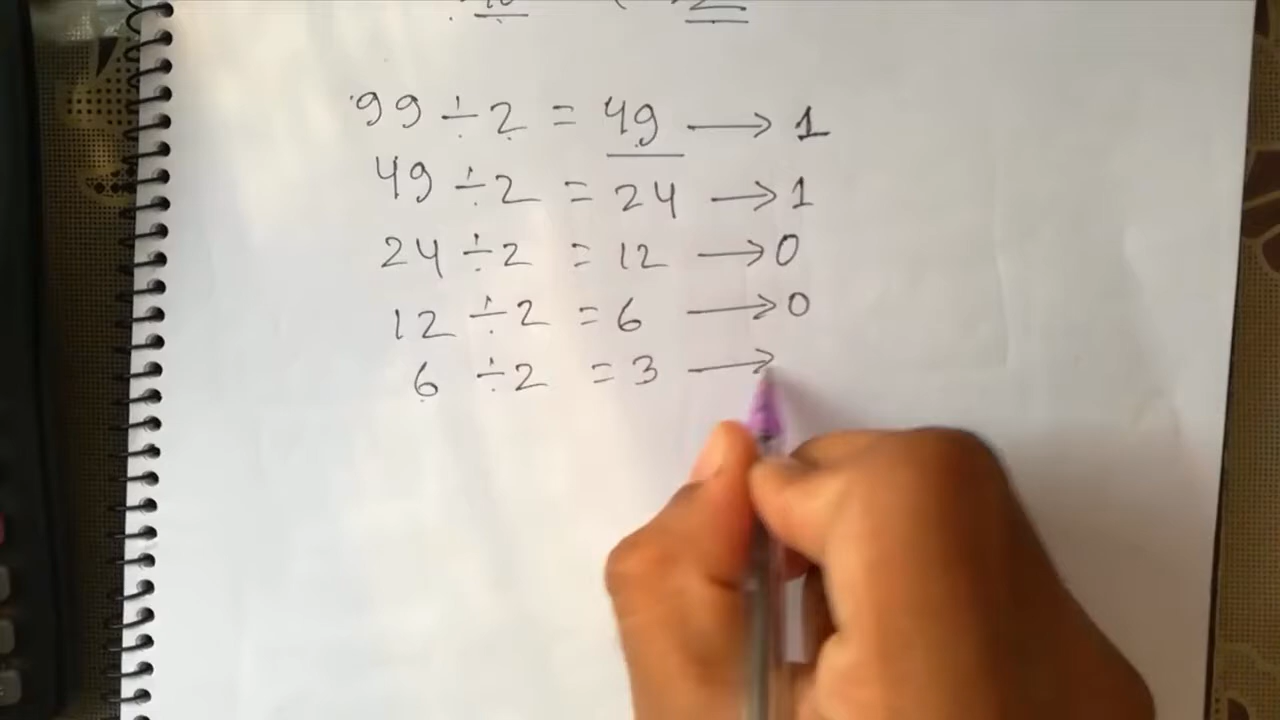 99 ÷ 2 = 49 → 1
49 ÷ 2 = 24 → 1
24 ÷ 2 = 12 → 0
12 ÷ 2 = 6 → 0
6 ÷ 2 = 3 →